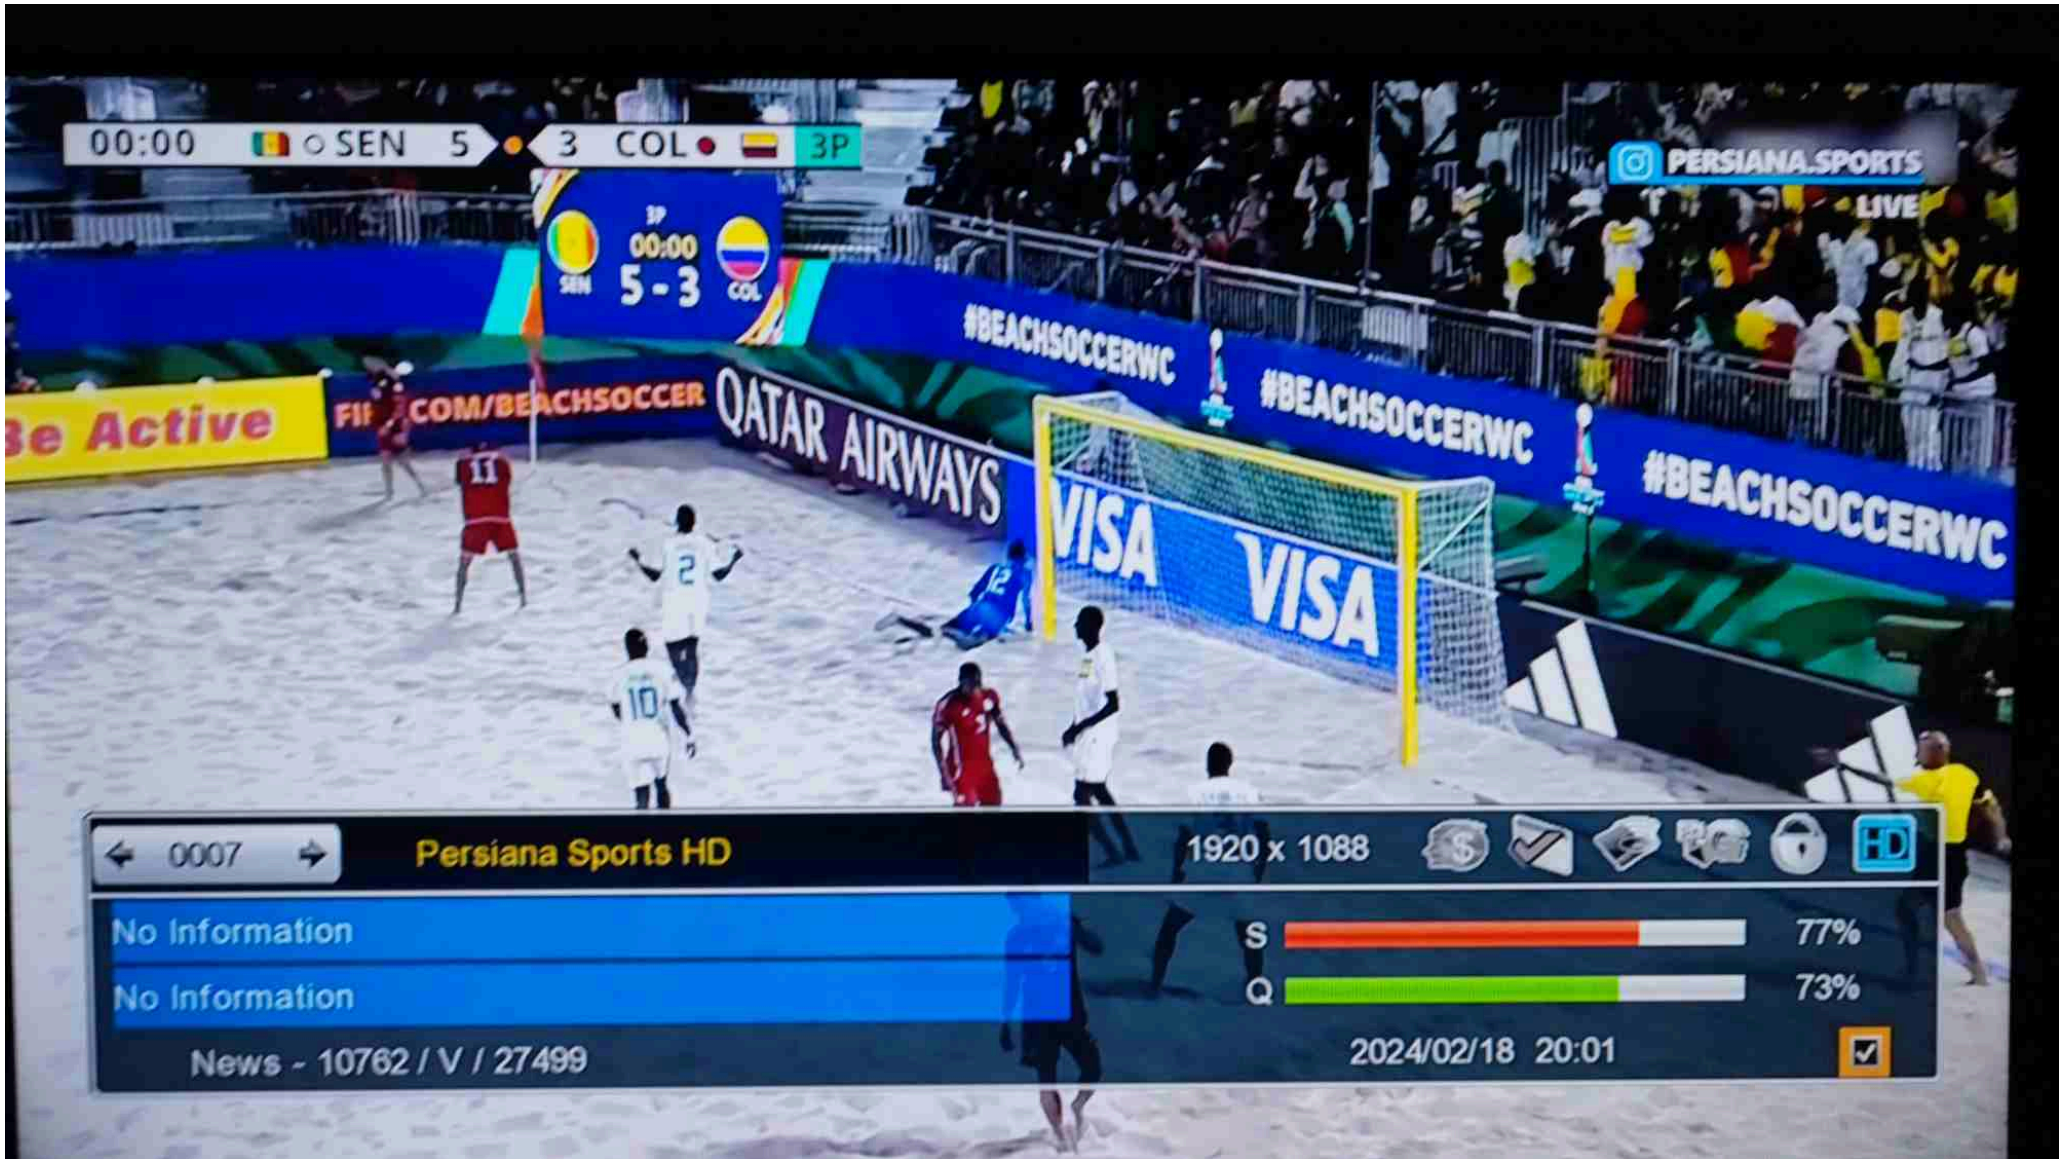 00:00 SEN 5 3 COL 3P
PERSIANA.SPORTS
LIVE
3P
00:00
SEN 5 - 3 COL
#BEACHSOCCERWC
#BEACHSOCCERWC
#BEACHSOCCERWC
Be Active
COM/BEACHSOCCER
QATAR AIRWAYS
VISA
VISA
11
2
12
10
0007 Persiana Sports HD 1920 x 1088 $ HD
No Information
S 77%
No Information
Q 73%
News - 10762 / V / 27499
2024/02/18 20:01